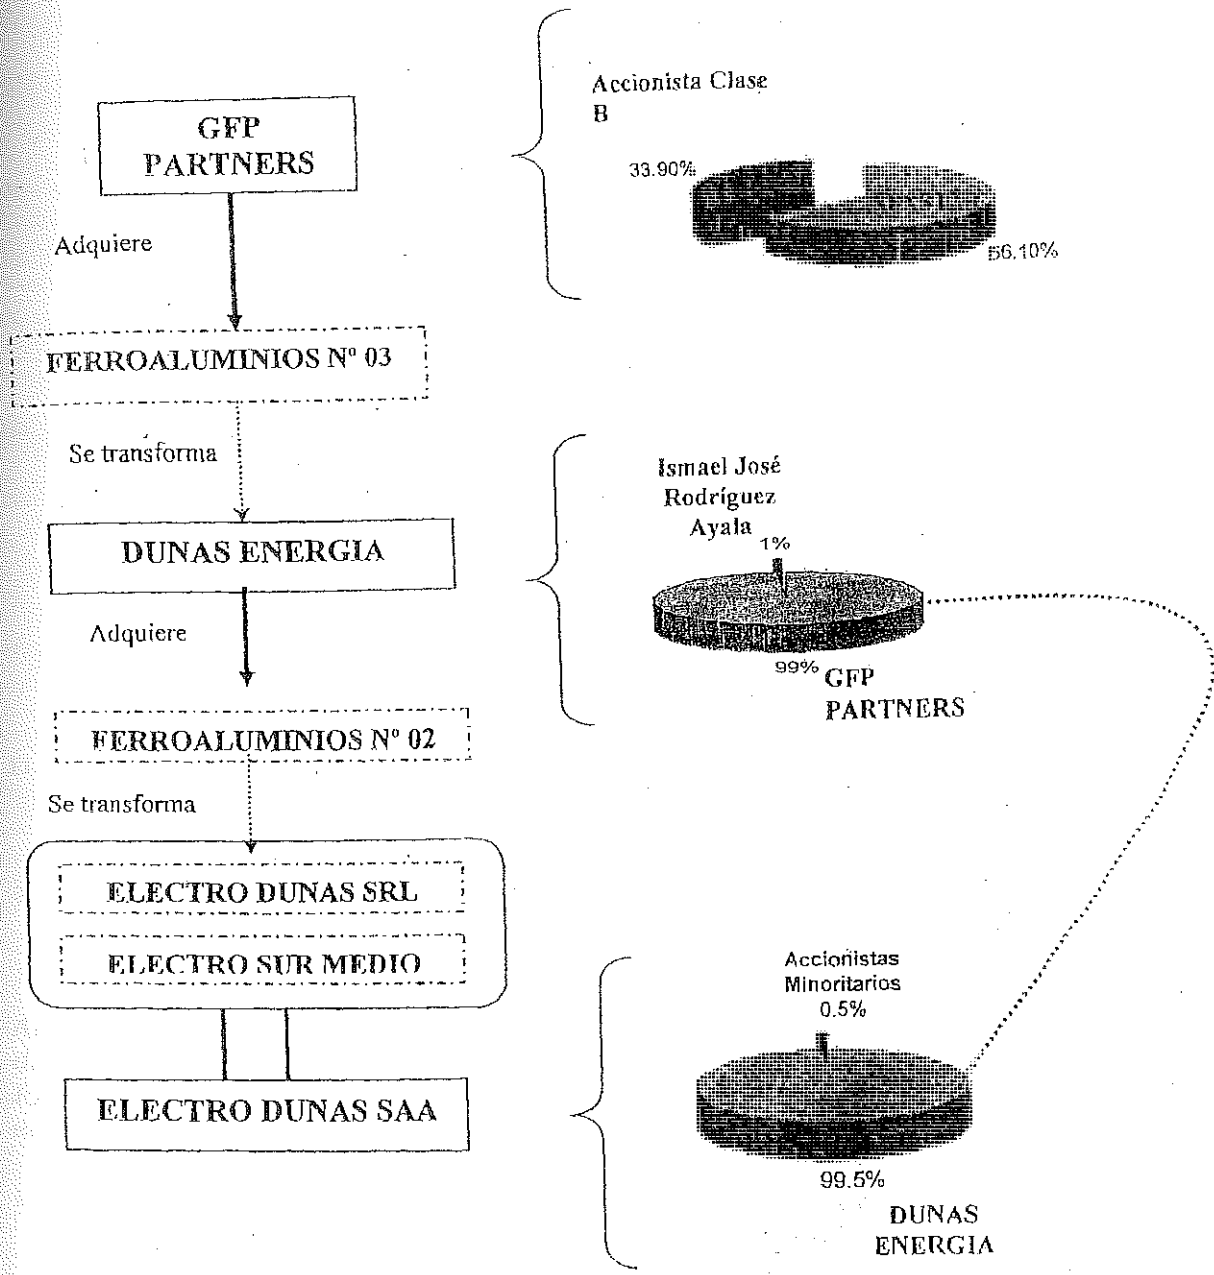 GFP
PARTNERS
Adquiere
FERROALUMINIOS Nº 03
Se transforma
DUNAS ENERGIA
Adquiere
FERROALUMINIOS Nº 02
Se transforma
ELECTRO DUNAS SRL
ELECTRO SUR MEDIO
ELECTRO DUNAS SAA
Accionista Clase
B
33.90%
56.10%
Ismael José
Rodríguez
Ayala
1%
99%
GFP
PARTNERS
Accionistas
Minoritarios
0.5%
99.5%
DUNAS
ENERGIA